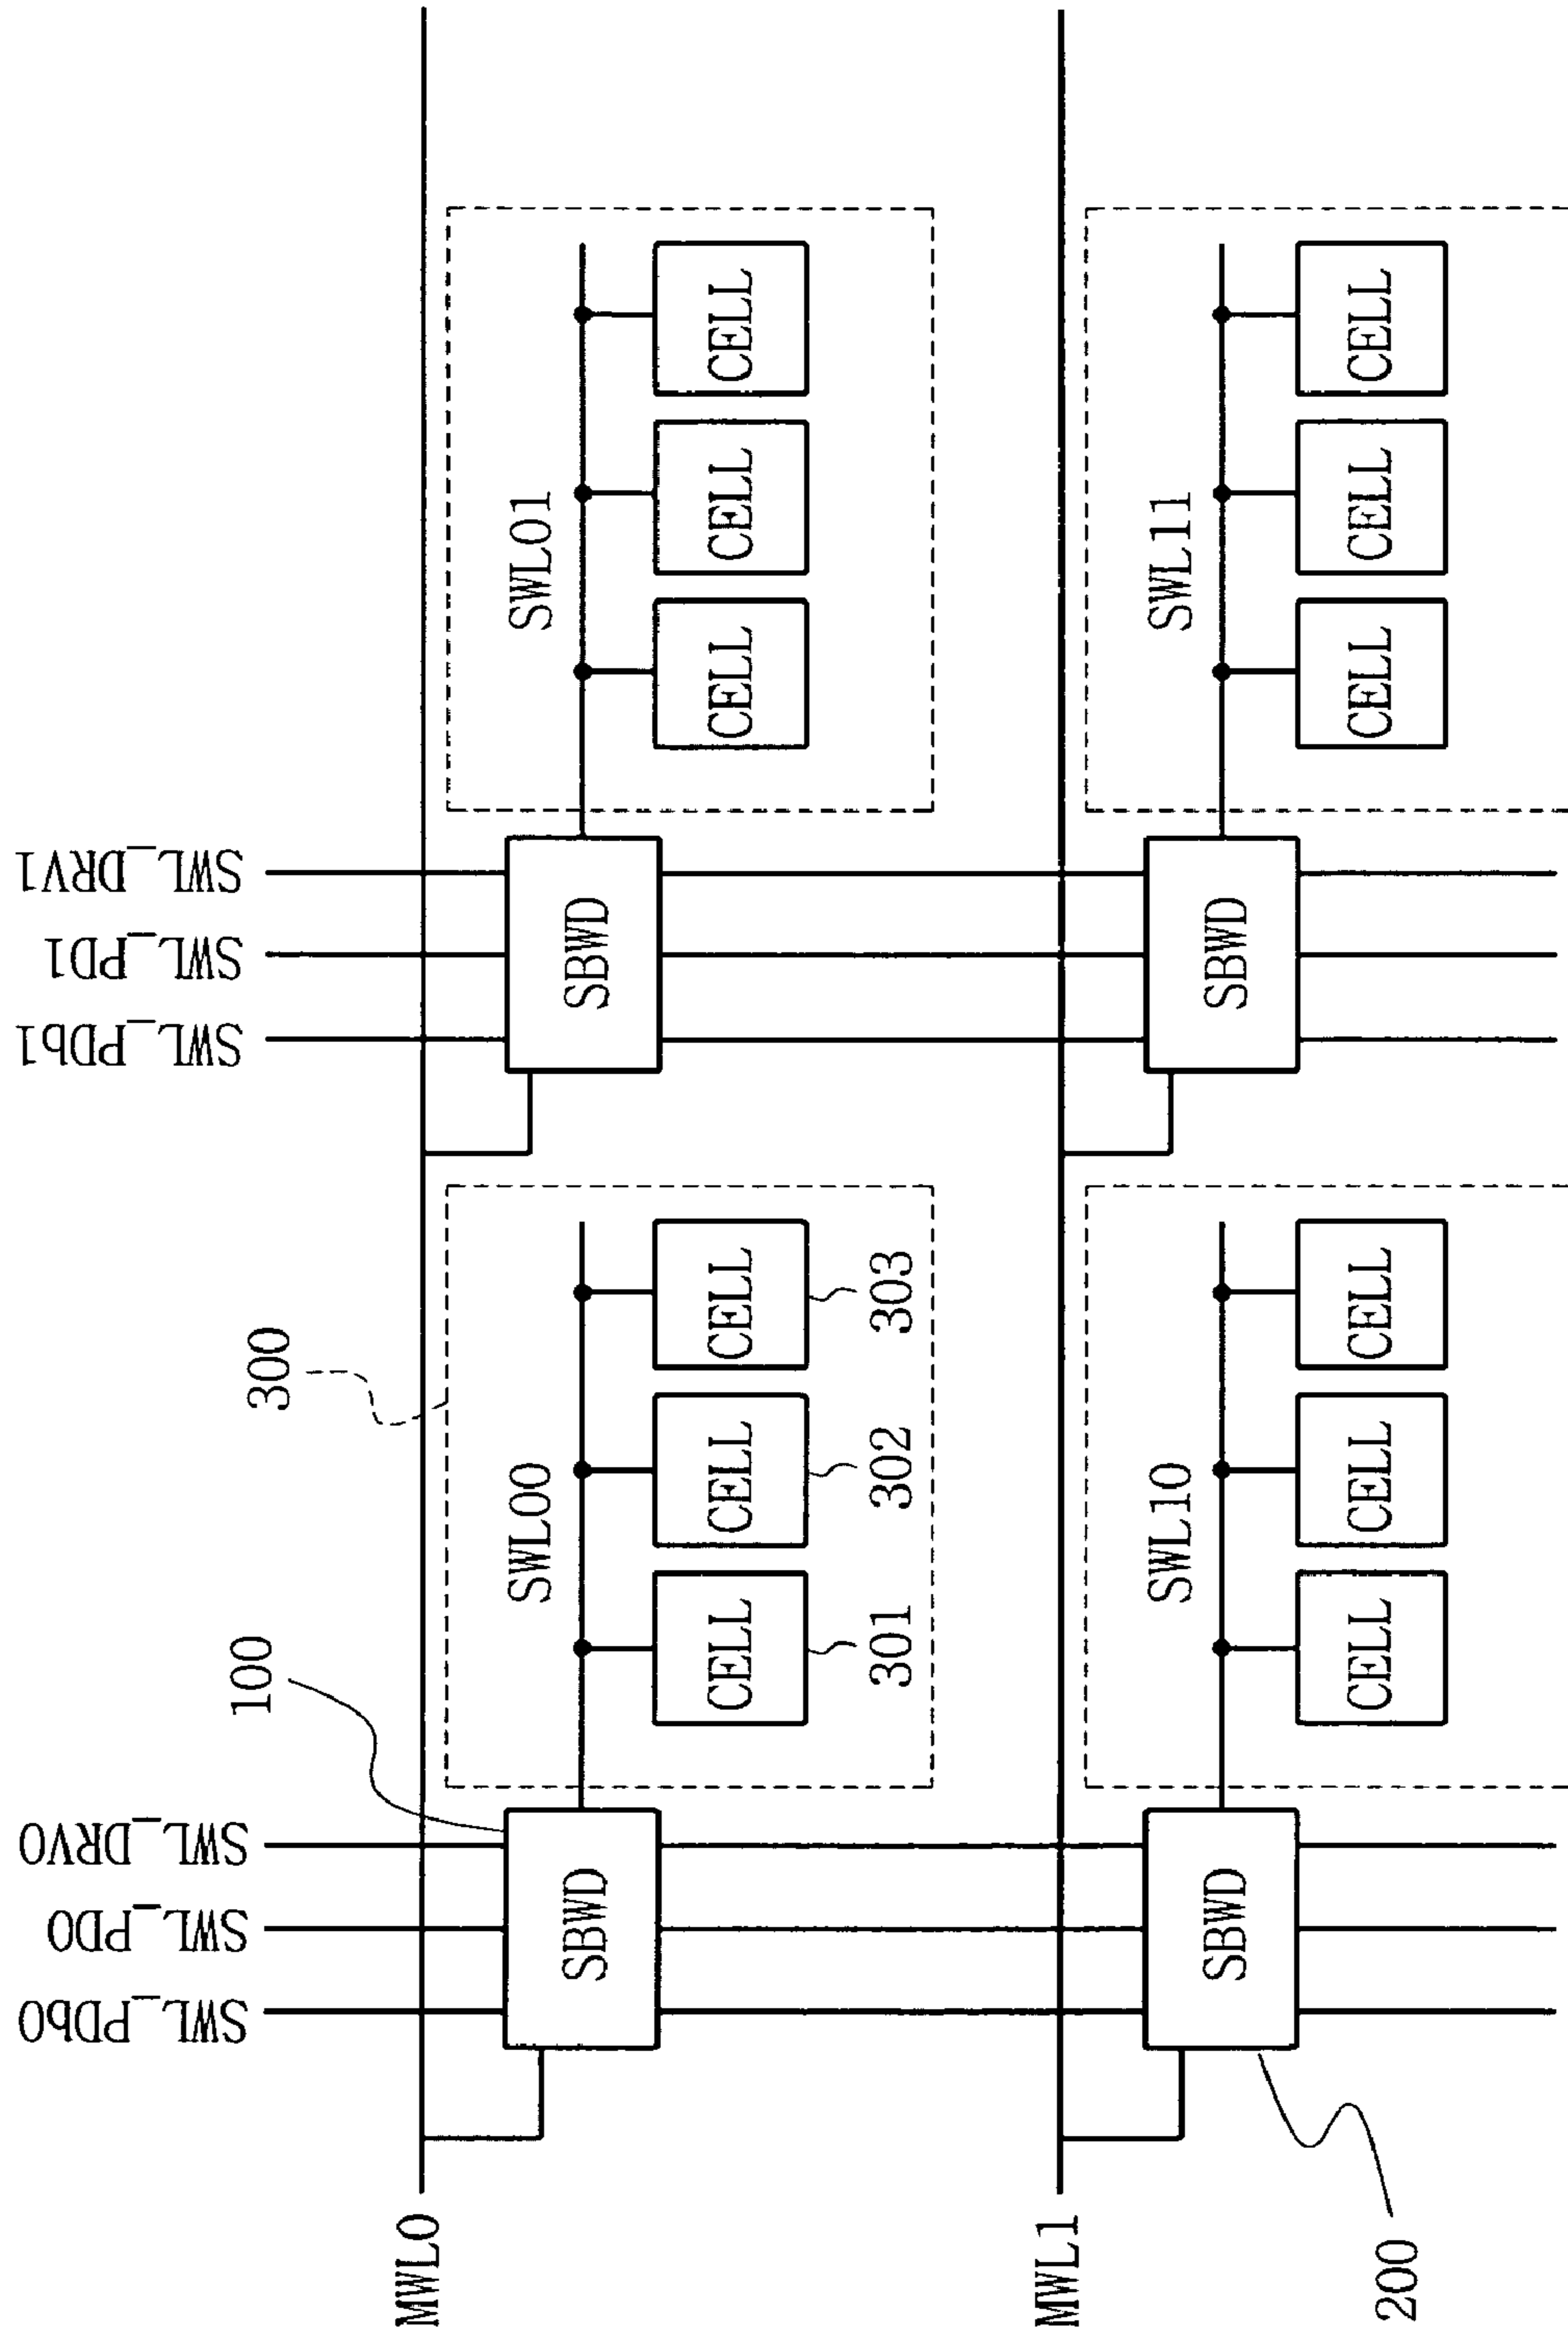 SWL_PDb0
SWL_PD0
SWL_DRV0
SWL_PDb1
SWL_PD1
SWL_DRV1
100
300
MWL0
SWL00
SWL01
SBWD
SBWD
CELL
CELL
CELL
CELL
CELL
CELL
301
302
303
MWL1
SWL10
SWL11
SBWD
SBWD
CELL
CELL
CELL
CELL
CELL
CELL
200